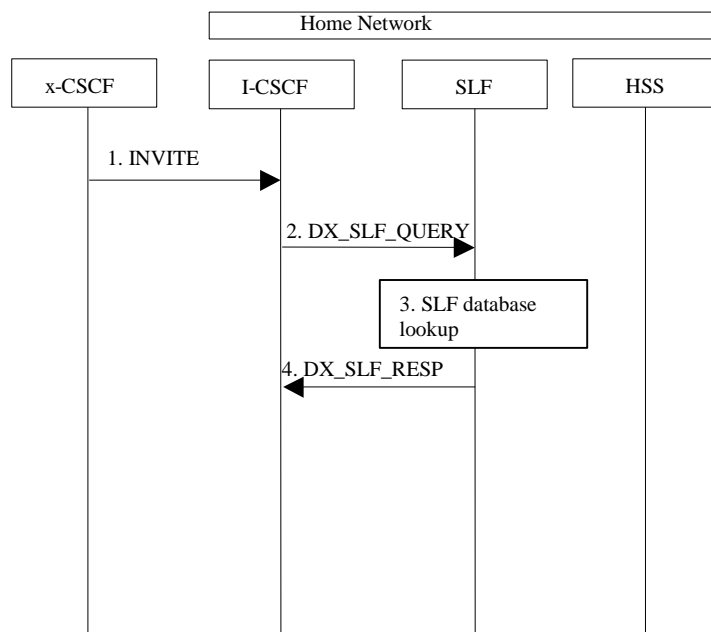 Home Network
x-CSCF
I-CSCF
SLF
HSS
1. INVITE
2. DX_SLF_QUERY
3. SLF database
lookup
4. DX_SLF_RESP